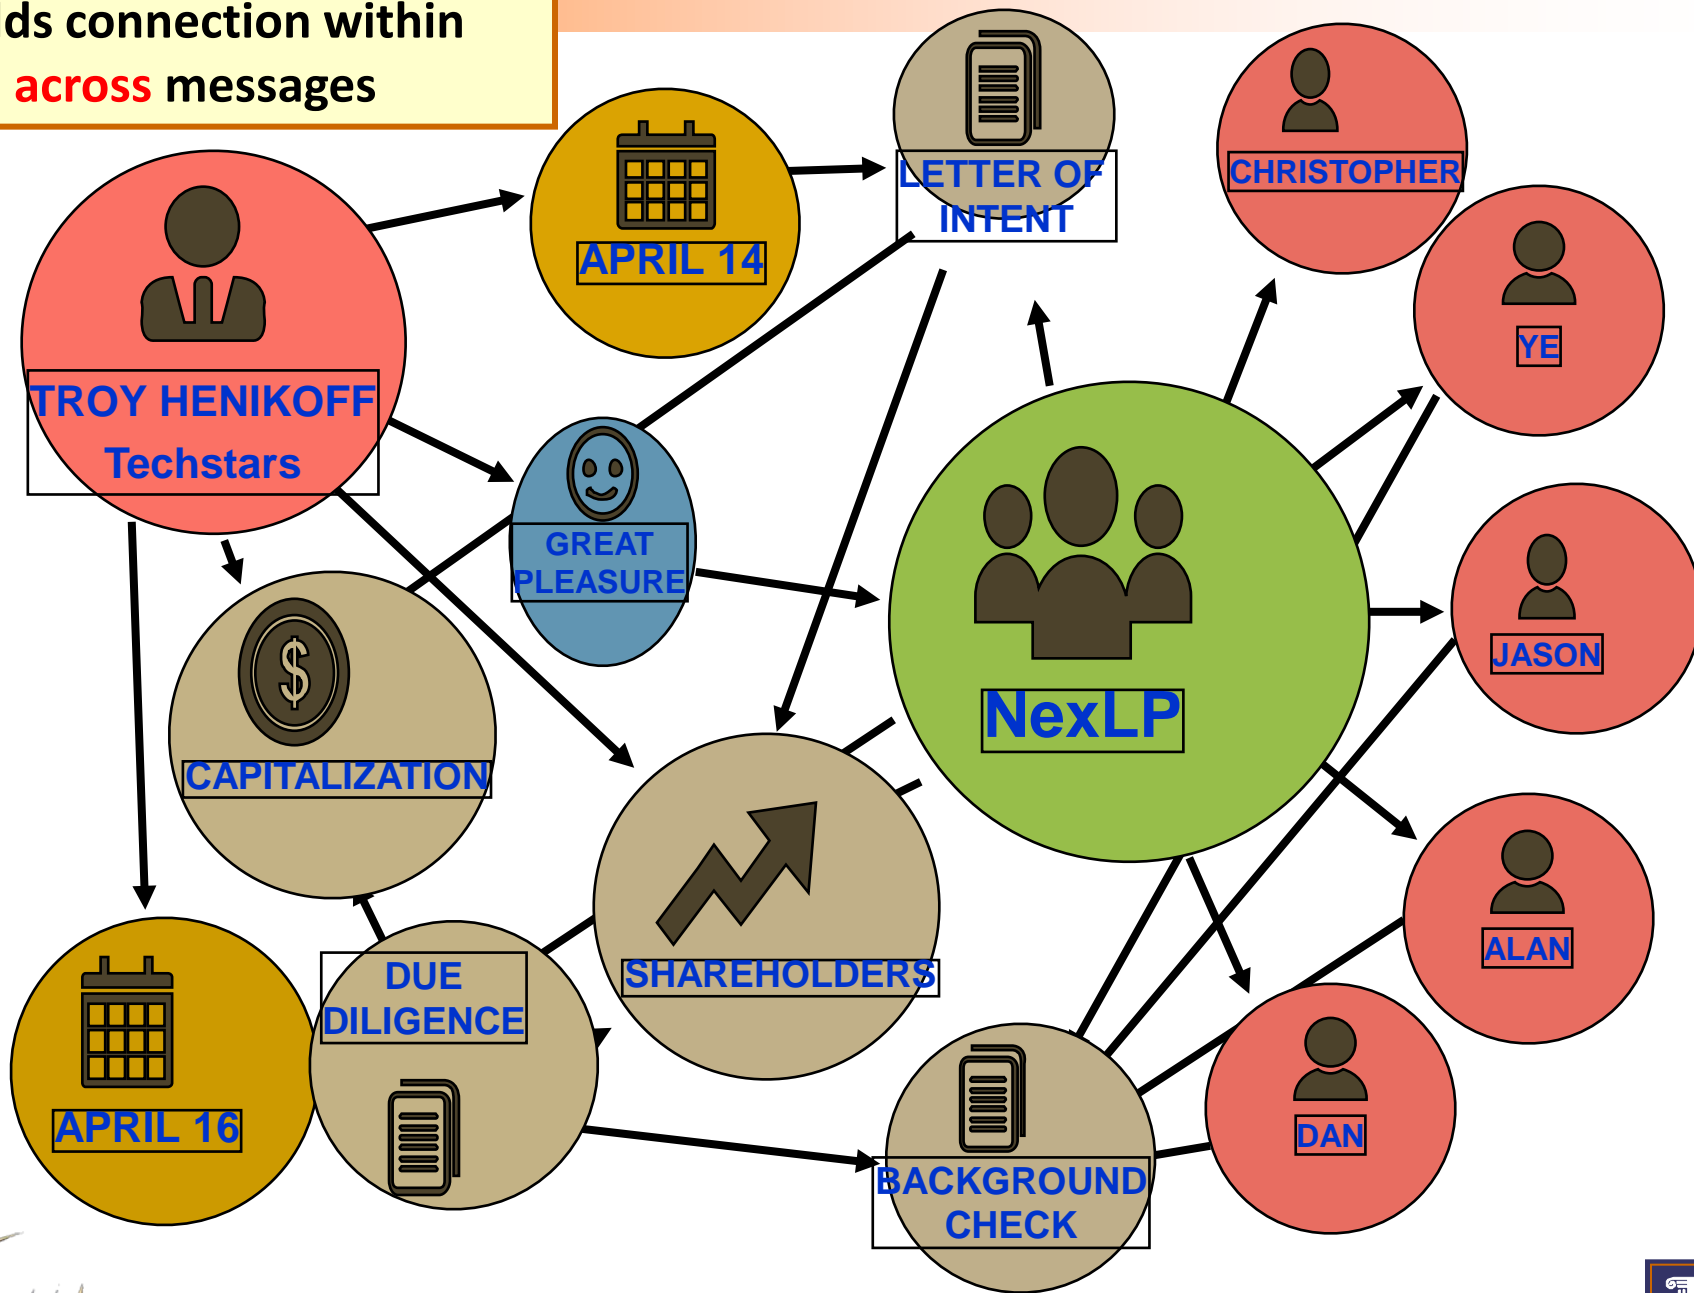 connection within
across messages
LETTER OF
INTENT
CHRISTOPHER
APRIL 14
YE
TROY HENIKOFF
Techstars
GREAT
PLEASURE
JASON
NexLP
CAPITALIZATION
$
ALAN
DUE
DILIGENCE
SHAREHOLDERS
APRIL 16
DAN
BACKGROUND
CHECK